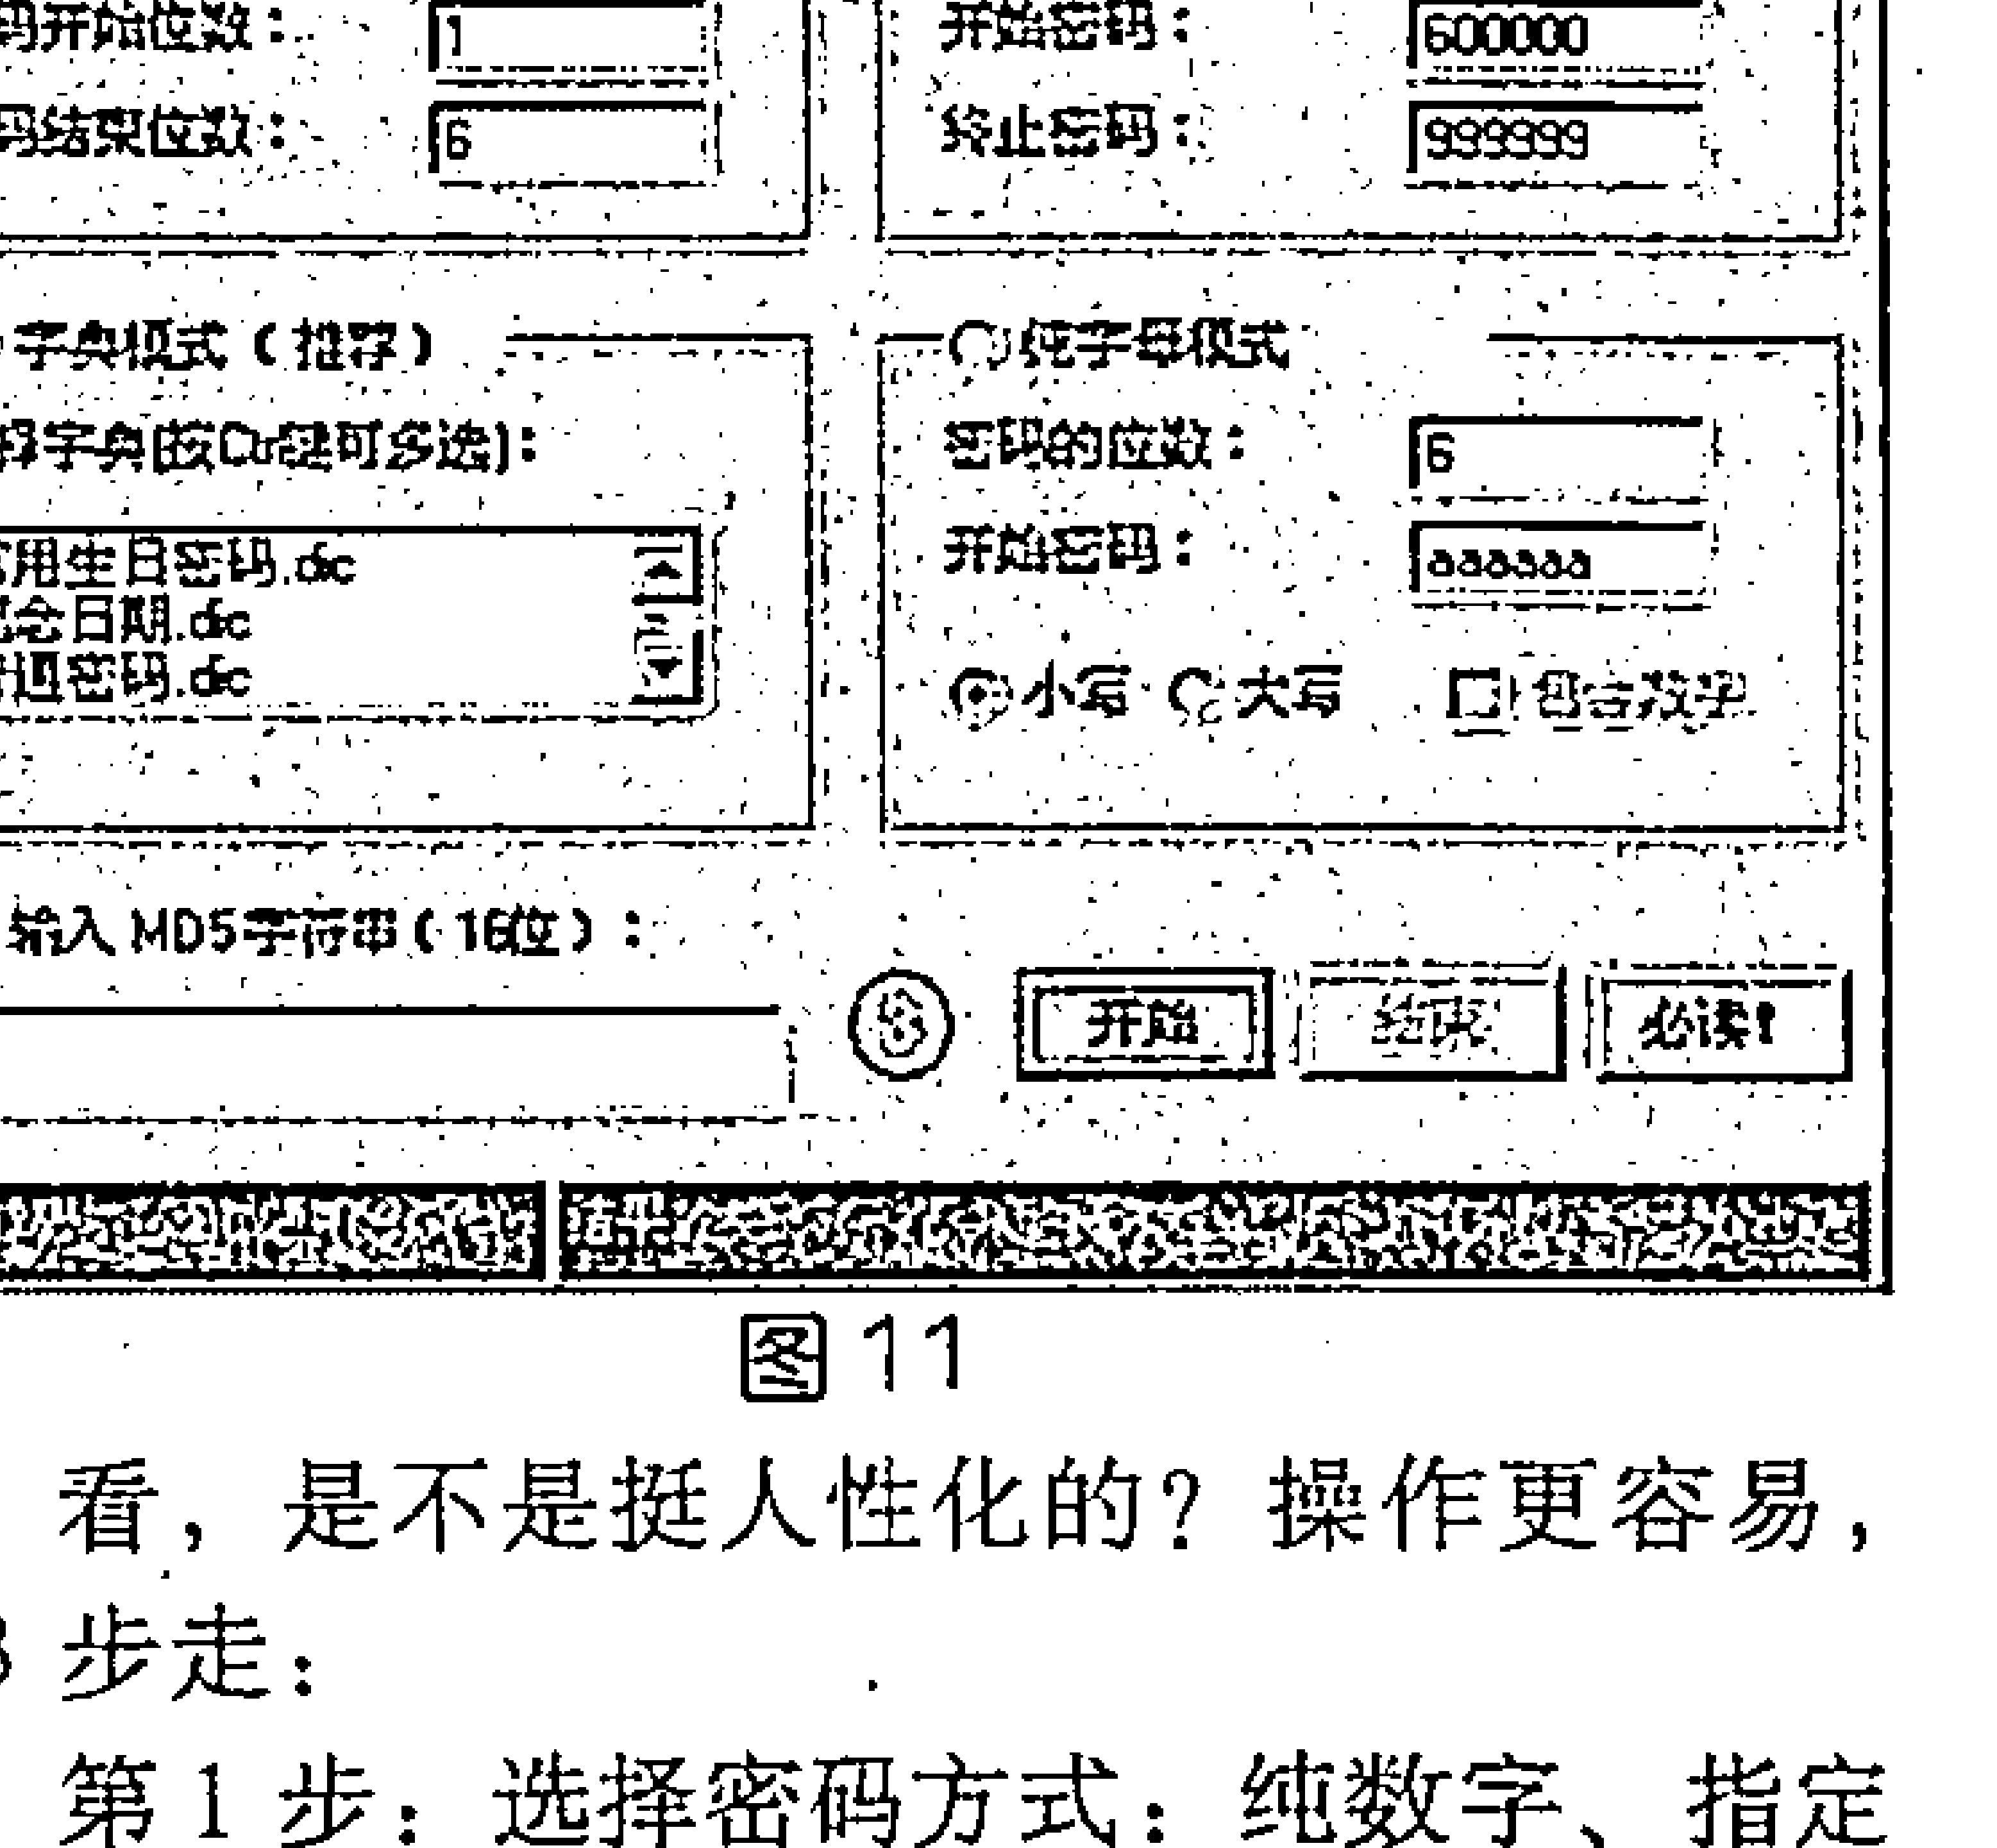 码开始位数：
1
码结束位数：
6
开始密码：
600000
终止密码：
999999
字典模式（推荐）
择字典(按Ctrl键可多选)：
常用生日密码.dic
纪念日期.dic
普通密码.dic
纯字母模式
密码的位数：
6
开始密码：
aaaaaa
小写 大写 包含数字
输入MD5字符串（16位）：
开始 结束 必读！
图11
看，是不是挺人性化的？操作更容易，
3 步走：
第 1 步：选择密码方式：纯数字、指定